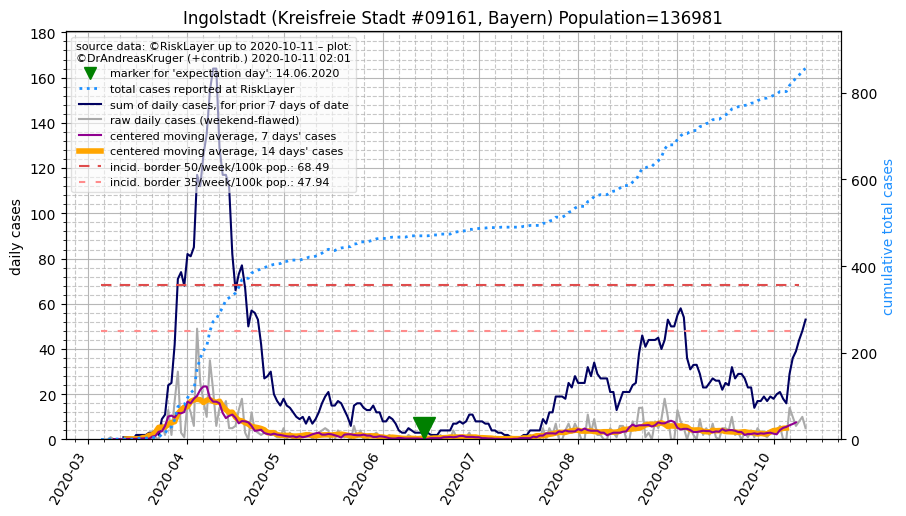 Ingolstadt (Kreisfreie Stadt #09161, Bayern) Population=136981
source data: ©RiskLayer up to 2020-10-11 – plot:
©DrAndreasKruger (+contrib.) 2020-10-11 02:01
marker for 'expectation day': 14.06.2020
total cases reported at RiskLayer
sum of daily cases, for prior 7 days of date
raw daily cases (weekend-flawed)
centered moving average, 7 days' cases
centered moving average, 14 days' cases
incid. border 50/week/100k pop.: 68.49
incid. border 35/week/100k pop.: 47.94
daily cases
180
160
140
120
100
80
60
40
20
0
cumulative total cases
800
600
400
200
0
2020-03
2020-04
2020-05
2020-06
2020-07
2020-08
2020-09
2020-10